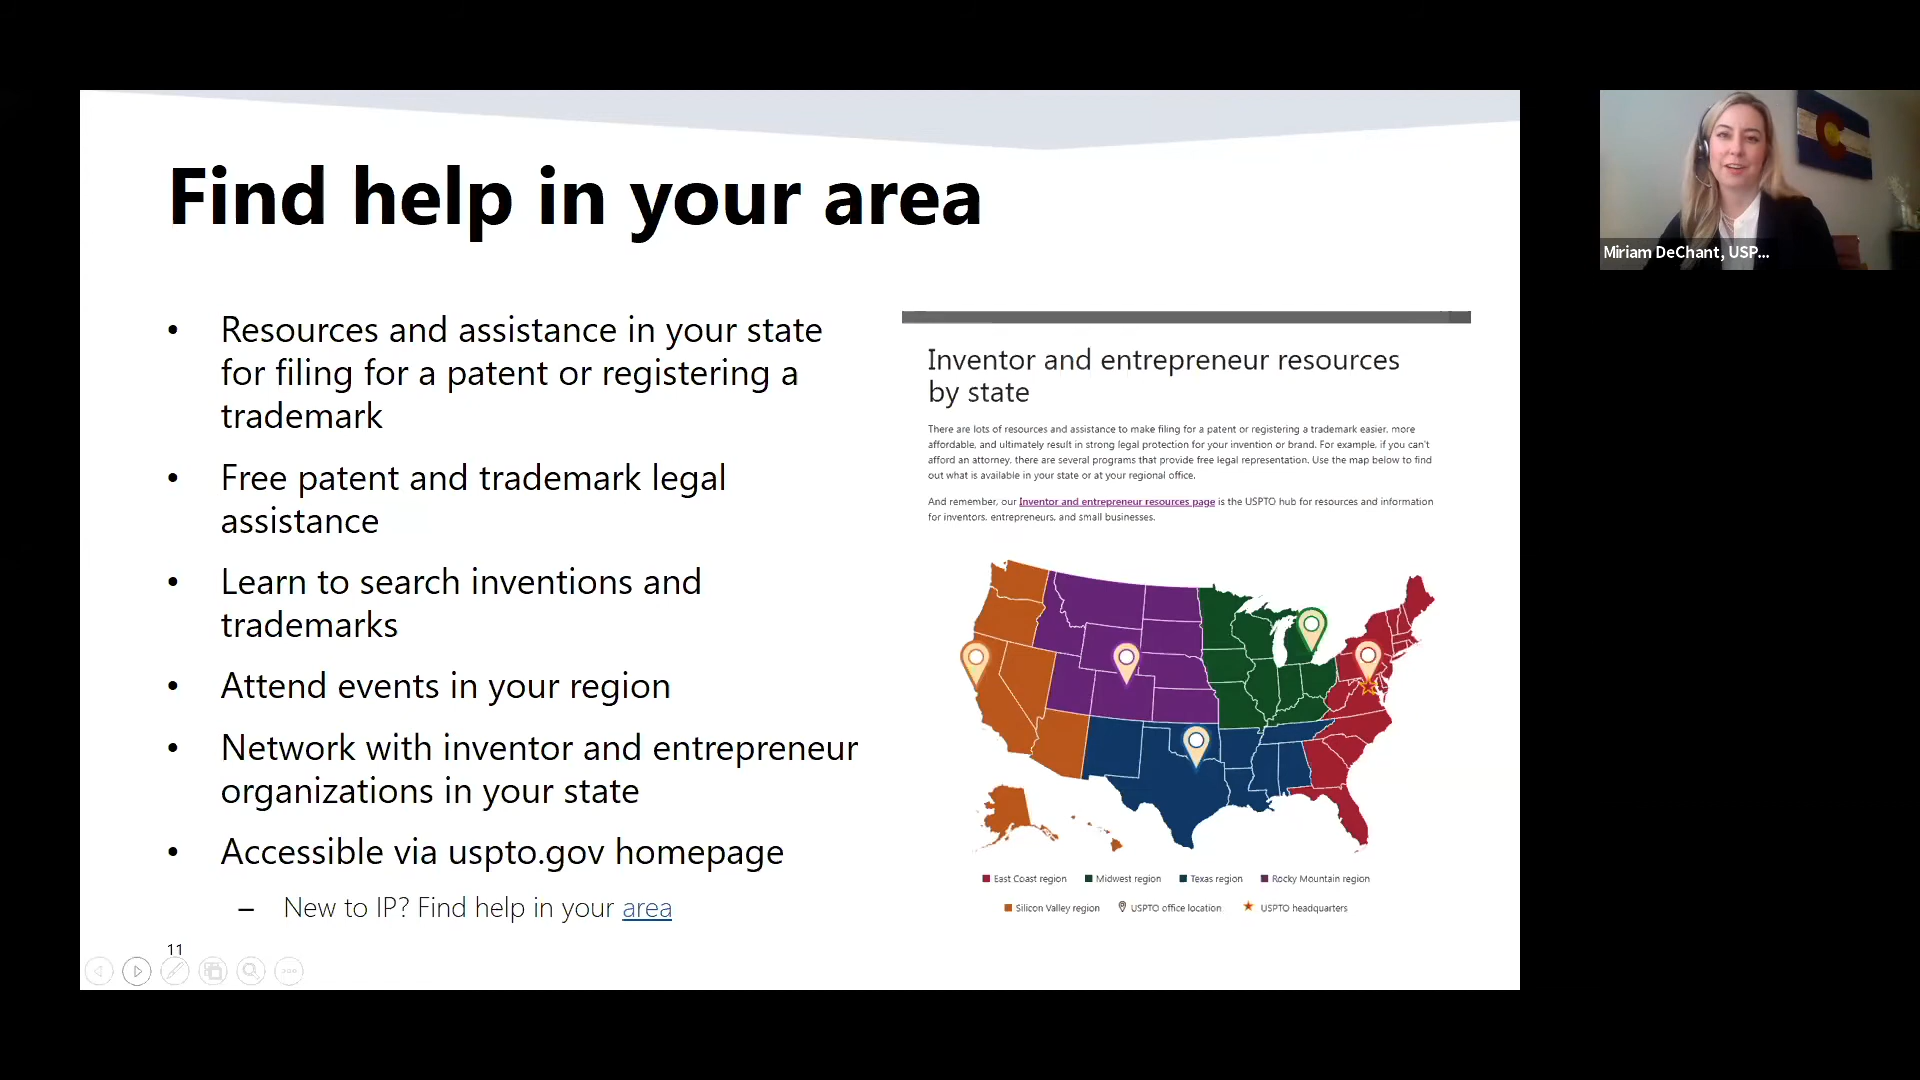 Find help in your area
• Resources and assistance in your state
for filing for a patent or registering a
trademark
• Free patent and trademark legal
assistance
• Learn to search inventions and
trademarks
• Attend events in your region
• Network with inventor and entrepreneur
organizations in your state
• Accessible via uspto.gov homepage
– New to IP? Find help in your area
11
Inventor and entrepreneur resources
by state
There are lots of resources and assistance to make filing for a patent or registering a trademark easier, more
affordable, and ultimately result in strong legal protection for your invention or brand. For example, if you can't
afford an attorney, there are several programs that provide free legal representation. Use the map below to find
out what is available in your state or at your regional office.
And remember, our Inventor and entrepreneur resources page is the USPTO hub for resources and information
for inventors, entrepreneurs, and small businesses.
East Coast region Midwest region Texas region Rocky Mountain region
Silicon Valley region USPTO office location USPTO headquarters
Miriam DeChant, USP...